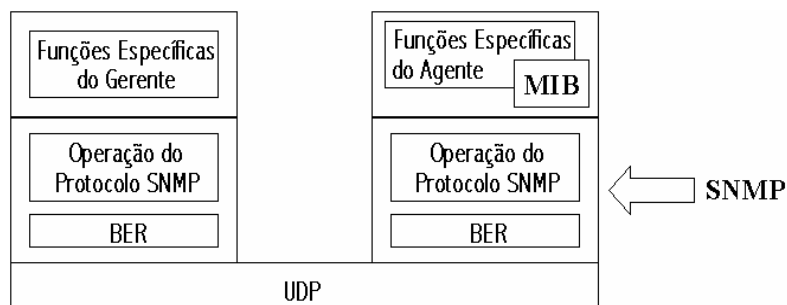 Funções Específicas
do Gerente
Funções Específicas
do Agente
MIB
Operação do
Protocolo SNMP
BER
Operação do
Protocolo SNMP
BER
SNMP
UDP